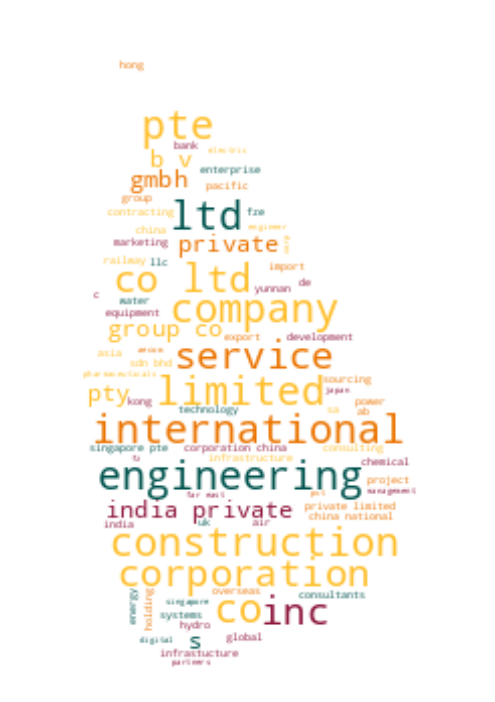 hong
pte
bank
electric
b v
enterprise
gmbh
pacific
group
contracting
ltd
fze
china
engineer
marketing
private
corp
railway
llc
import
co ltd
yunnan
de
c
water
company
equipment
group co
export
development
asia
aecom
service
sdn bhd
pharmaceuticals
sourcing
pty
limited
japan
kong
technology
sa
power
ab
international
singapore pte
corporation china
consulting
infrastructure
chemical
engineering
project
far east
management
india private
private limited
india
uk
air
china national
construction
corporation
energy
holding
overseas
consultants
singapore
co
inc
systems
hydro
digital
s
global
infrastucture
partners